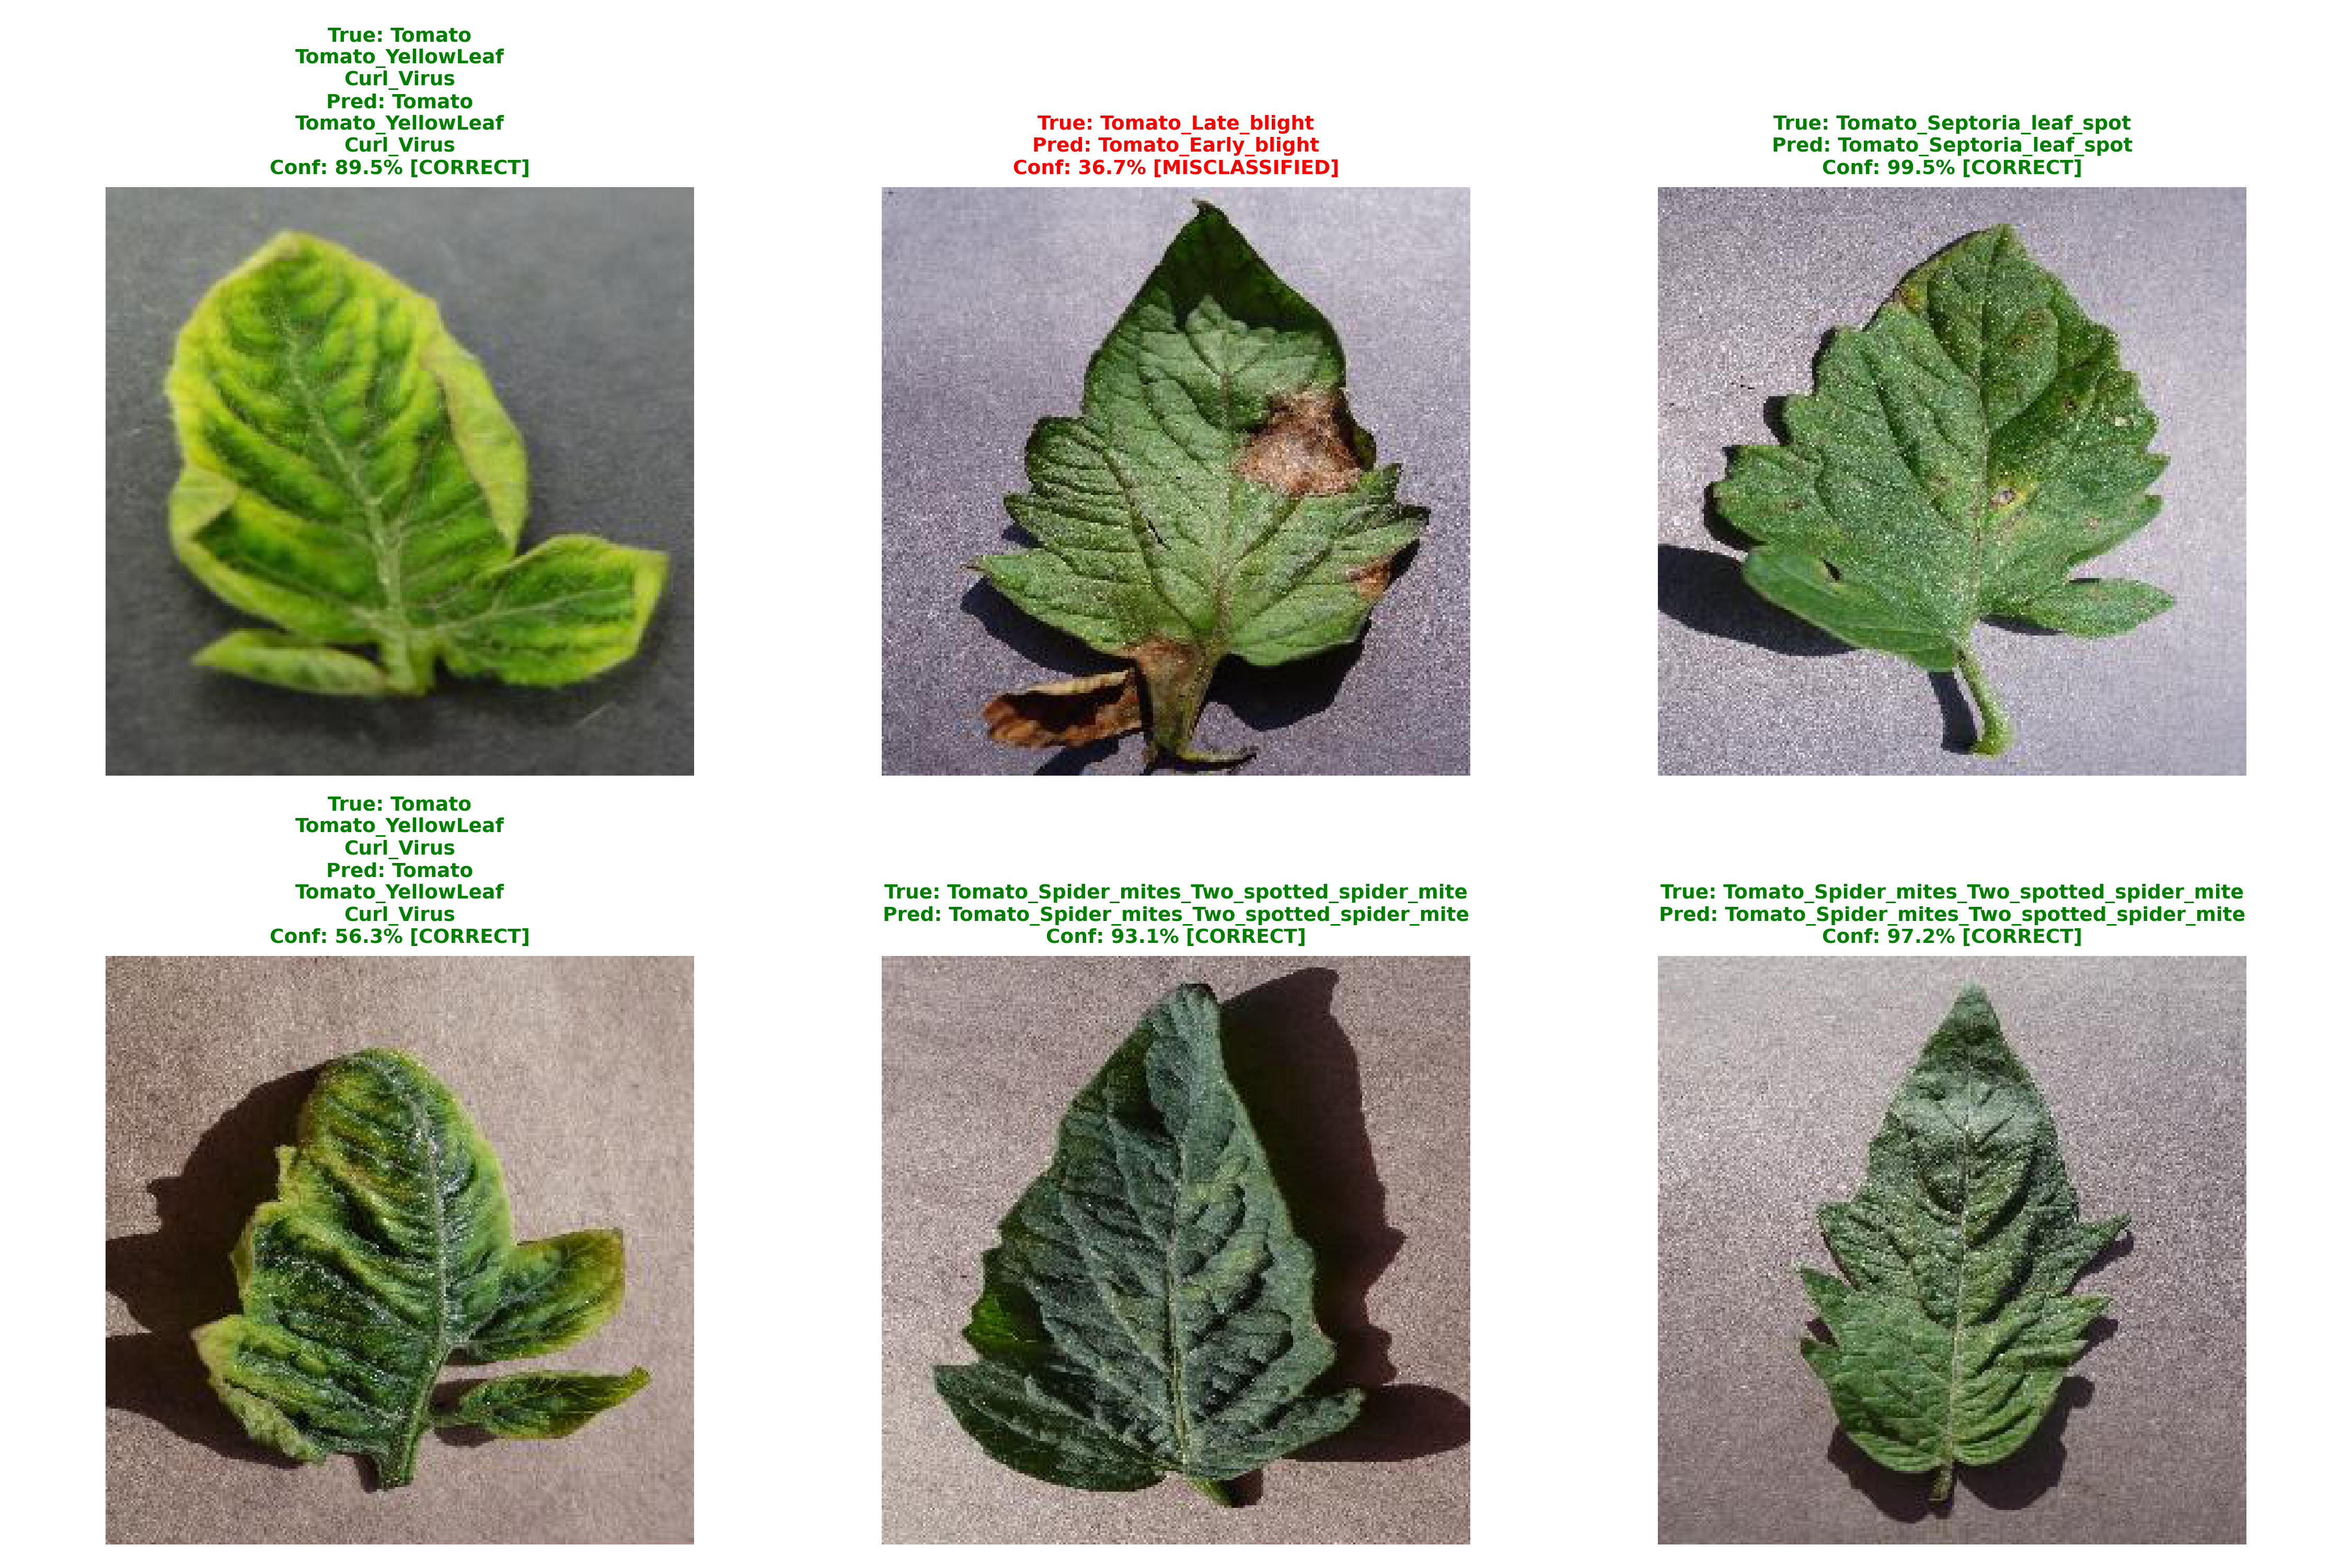 True: Tomato
Tomato_YellowLeaf
Curl_Virus
Pred: Tomato
Tomato_YellowLeaf
Curl_Virus
Conf: 89.5% [CORRECT]
True: Tomato_Late_blight
Pred: Tomato_Early_blight
Conf: 36.7% [MISCLASSIFIED]
True: Tomato_Septoria_leaf_spot
Pred: Tomato_Septoria_leaf_spot
Conf: 99.5% [CORRECT]
True: Tomato
Tomato_YellowLeaf
Curl_Virus
Pred: Tomato
Tomato_YellowLeaf
Curl_Virus
Conf: 56.3% [CORRECT]
True: Tomato_Spider_mites_Two_spotted_spider_mite
Pred: Tomato_Spider_mites_Two_spotted_spider_mite
Conf: 93.1% [CORRECT]
True: Tomato_Spider_mites_Two_spotted_spider_mite
Pred: Tomato_Spider_mites_Two_spotted_spider_mite
Conf: 97.2% [CORRECT]